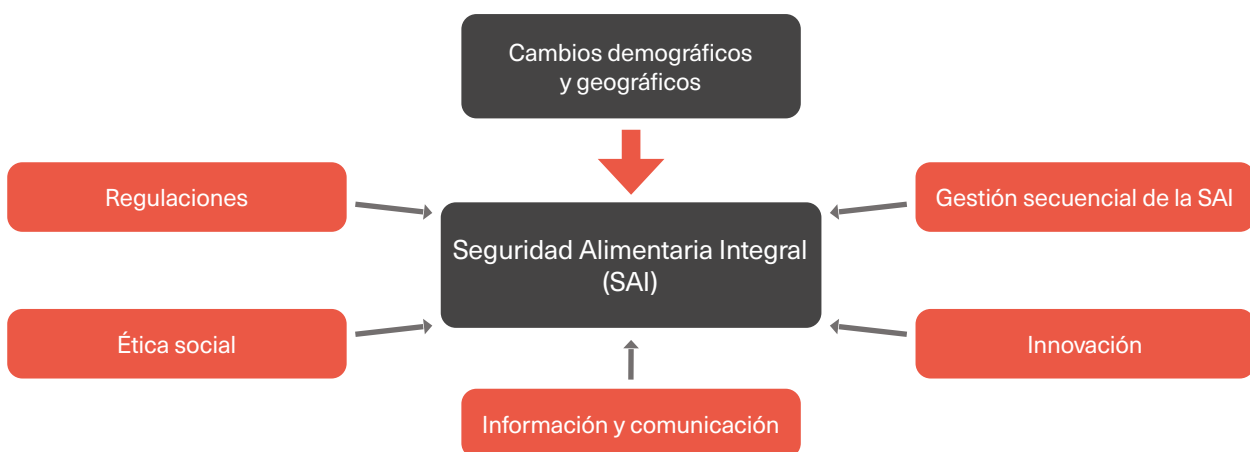 Cambios demográficos
y geográficos
Regulaciones
Gestión secuencial de la SAI
Seguridad Alimentaria Integral
(SAI)
Ética social
Innovación
Información y comunicación